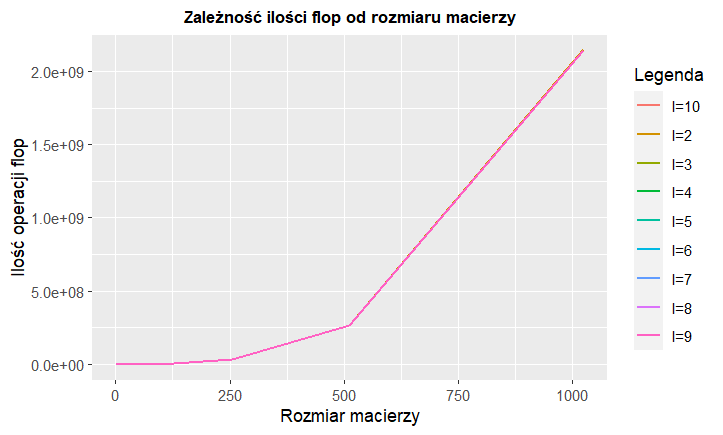 Zależność ilości flop od rozmiaru macierzy
Ilość operacji flop
2.0e+09
1.5e+09
1.0e+09
5.0e+08
0.0e+00
0
250
500
750
1000
Rozmiar macierzy
Legenda
l=10
l=2
l=3
l=4
l=5
l=6
l=7
l=8
l=9